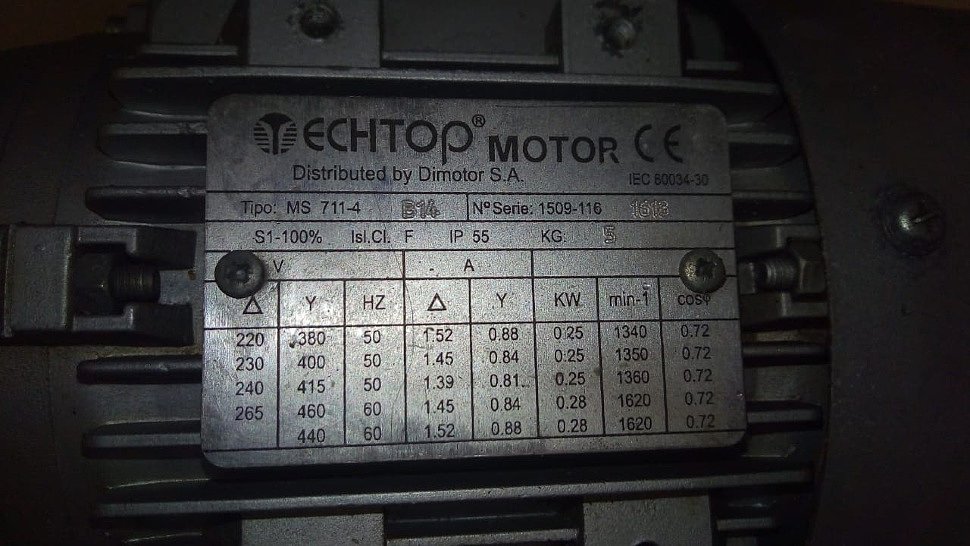 TECHTOP® MOTOR CE
Distributed by Dimotor S.A. IEC 60034-30
Tipo: MS 711-4 B14 NºSerie: 1509-116 1613
S1-100% Isl.Cl. F IP 55 KG 5
V A
Δ Y HZ Δ Y KW min-1 cosφ
220 380 50 1.52 0.88 0.25 1340 0.72
230 400 50 1.45 0.84 0.25 1350 0.72
240 415 50 1.39 0.81 0.25 1360 0.72
265 460 60 1.45 0.84 0.28 1620 0.72
440 60 1.52 0.88 0.28 1620 0.72